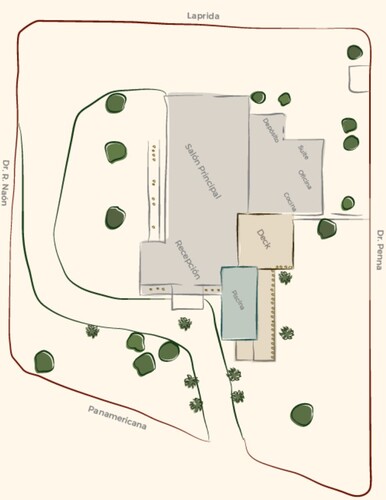 Laprida
Depósito
Suite
Salón Principal
Oficina
Dr. R. Naón
Cocina
Deck
Dr. Penna
Recepción
Piscina
Panamericana